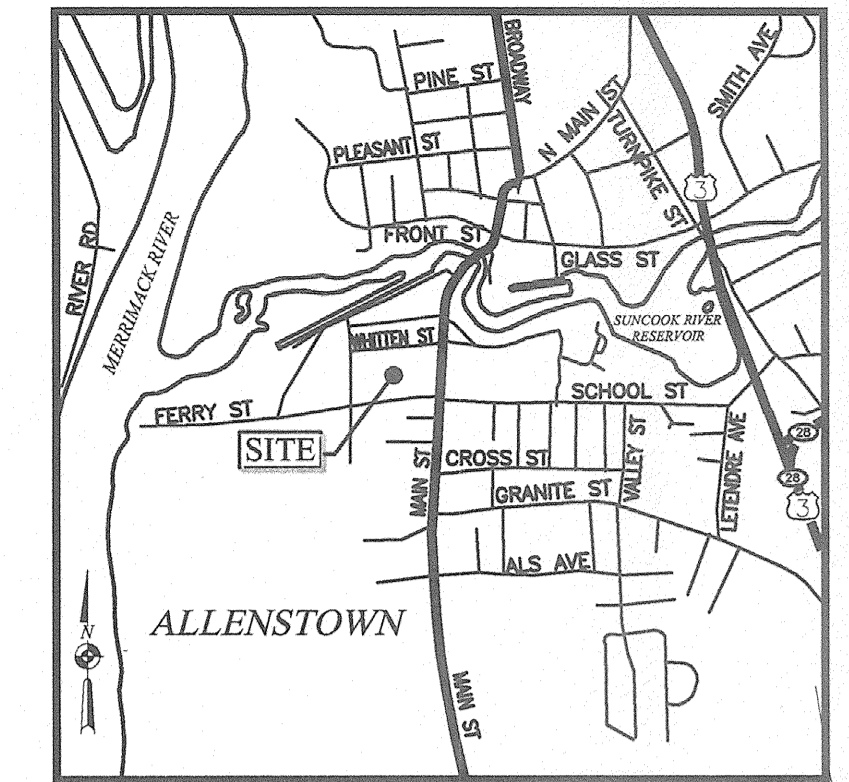 BROADWAY
PINE ST
N MAIN ST
SMITH AVE
TURNPIKE ST
PLEASANT ST
3
FRONT ST
GLASS ST
RIVER RD
MERRIMACK RIVER
SUNCOOK RIVER
RESERVOIR
WHITTEN ST
SCHOOL ST
FERRY ST
SITE
MAIN ST
CROSS ST
VALLEY ST
LETENDRE AVE
28
28
3
GRANITE ST
ALS AVE
ALLENSTOWN
N
MAIN ST